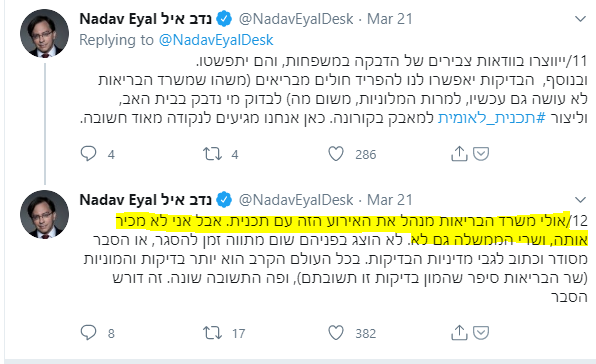 Nadav Eyal נדב איל @NadavEyalDesk · Mar 21
Replying to @NadavEyalDesk
11/ייווצרו בוודאות צבירים של הדבקה במשפחות, והם יתפשטו.
ובנוסף, הבדיקות יאפשרו לנו להפריד חולים מבריאים (משהו שמשרד הבריאות
לא עושה גם עכשיו, למרות המלוניות, משום מה) לבדוק מי נדבק בבית האב,
וליצור #תכנית_לאומית למאבק בקורונה. כאן אנחנו מגיעים לנקודה מאוד חשובה.
4 4 286
Nadav Eyal נדב איל @NadavEyalDesk · Mar 21
12/אולי משרד הבריאות מנהל את האירוע הזה עם תכנית. אבל אני לא מכיר
אותה, ושרי הממשלה גם לא. לא הוצג בפניהם שום מתווה זמן להסגר, או הסבר
מסודר וכתוב לגבי מדיניות הבדיקות. בכל העולם הקרב הוא יותר בדיקות והמוניות
(שר הבריאות סיפר שהמון בדיקות זו תשובתם), ופה התשובה שונה. זה דורש
הסבר
8 17 382